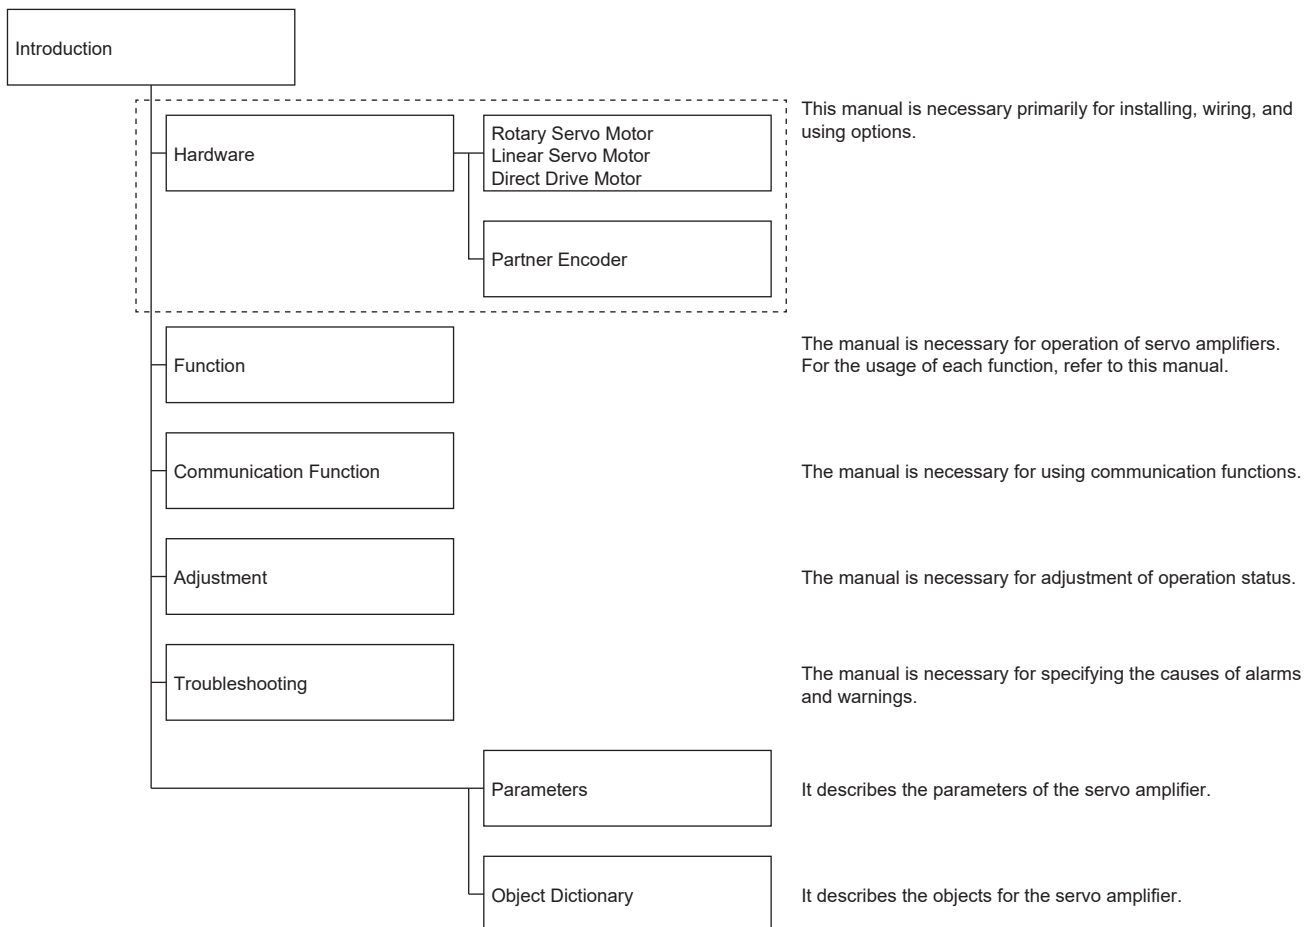 Introduction
This manual is necessary primarily for installing, wiring, and
using options.
Hardware
Rotary Servo Motor
Linear Servo Motor
Direct Drive Motor
Partner Encoder
Function
The manual is necessary for operation of servo amplifiers.
For the usage of each function, refer to this manual.
Communication Function
The manual is necessary for using communication functions.
Adjustment
The manual is necessary for adjustment of operation status.
Troubleshooting
The manual is necessary for specifying the causes of alarms
and warnings.
Parameters
It describes the parameters of the servo amplifier.
Object Dictionary
It describes the objects for the servo amplifier.